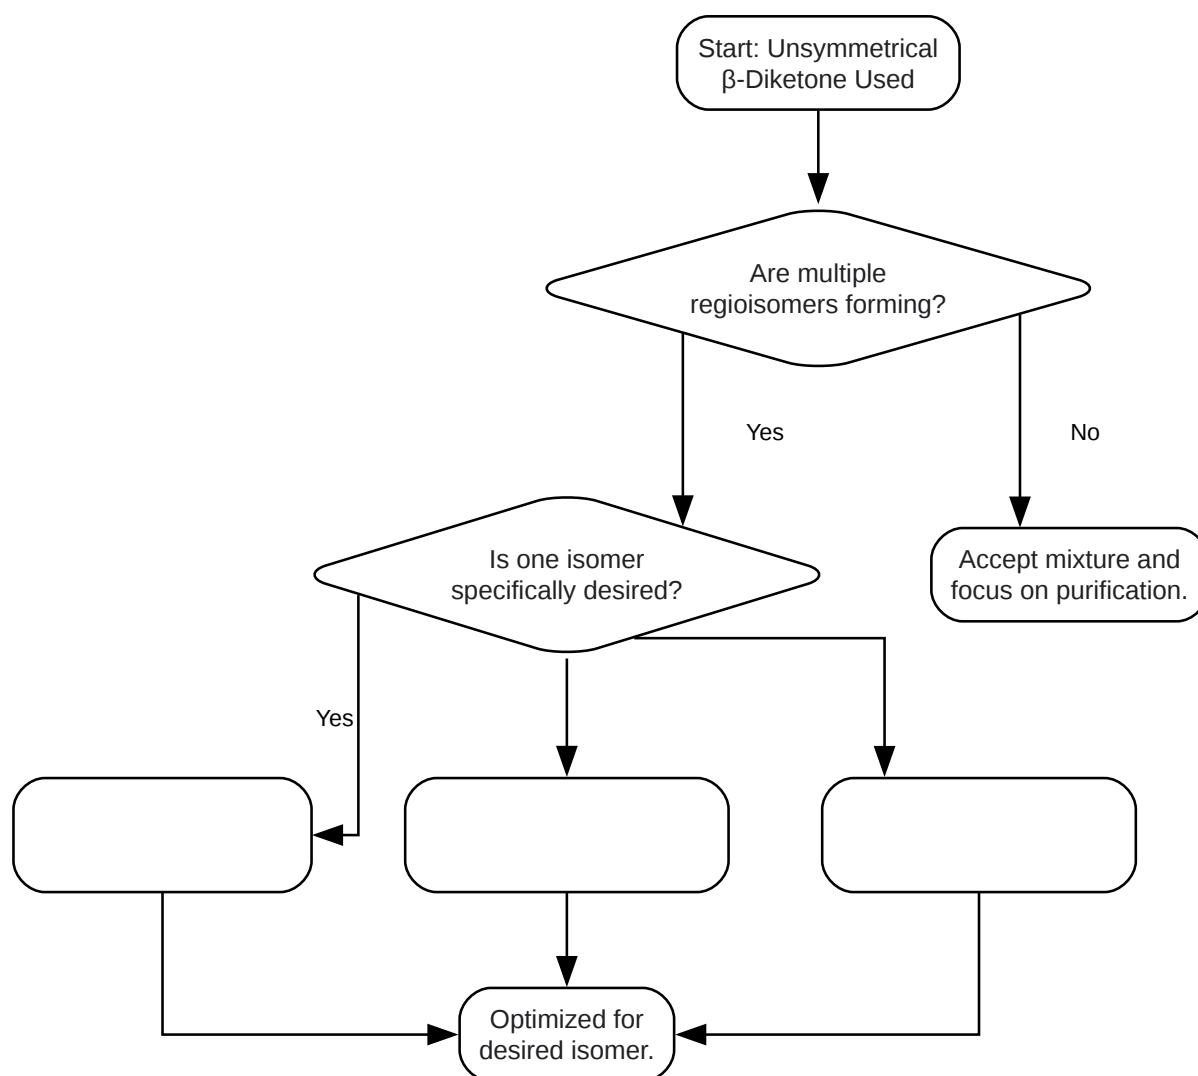 Start: Unsymmetrical
β-Diketone Used
Are multiple
regioisomers forming?
Yes
No
Is one isomer
specifically desired?
Accept mixture and
focus on purification.
Yes
Optimized for
desired isomer.